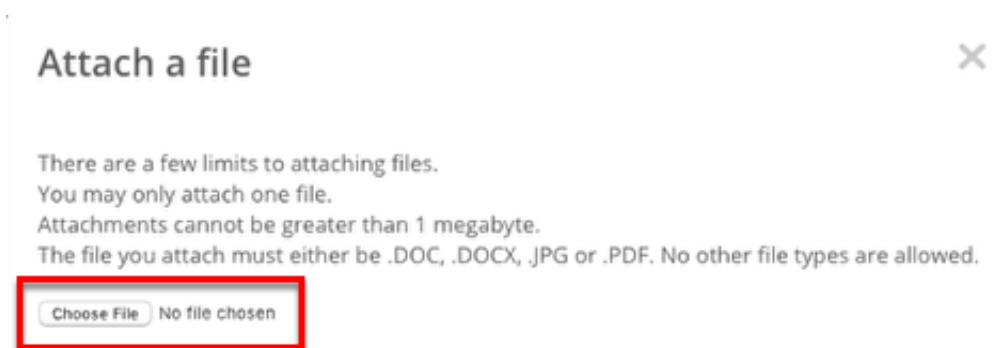 Attach a file
There are a few limits to attaching files.
You may only attach one file.
Attachments cannot be greater than 1 megabyte.
The file you attach must either be .DOC, .DOCX, .JPG or .PDF. No other file types are allowed.
Choose File No file chosen